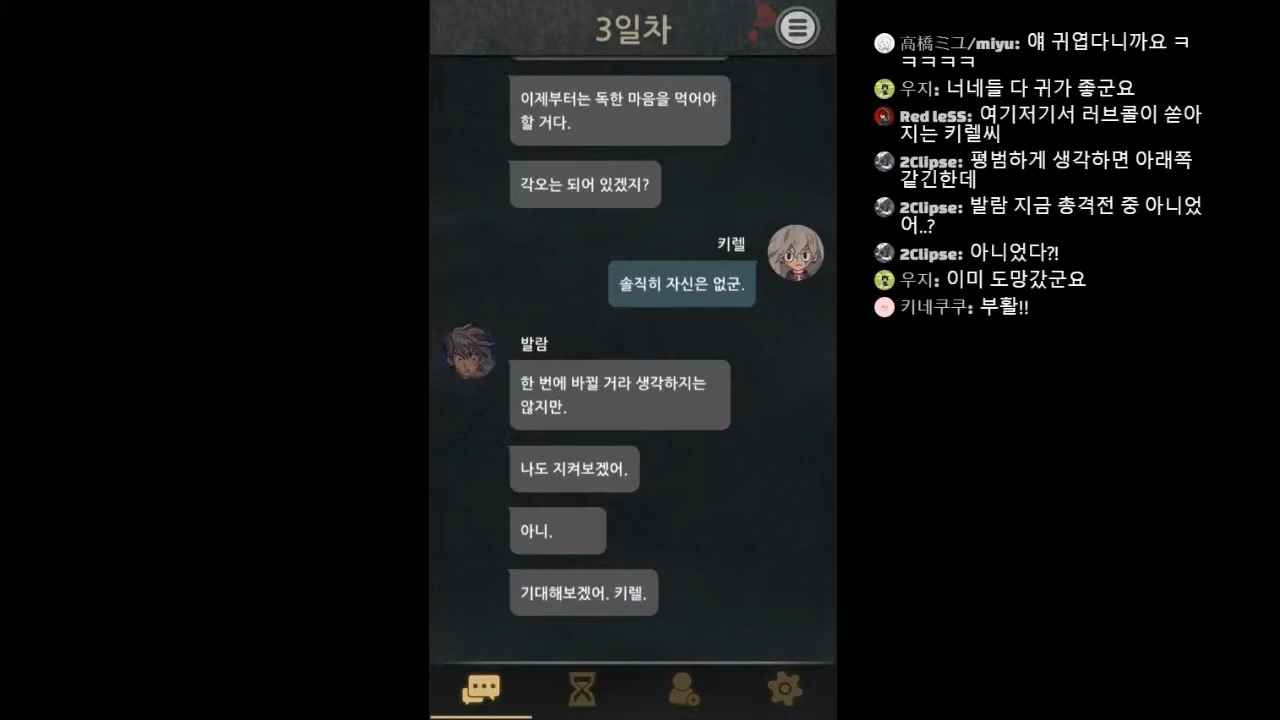 3일차
이제부터는 독한 마음을 먹어야
할 거다.
각오는 되어 있겠지?
키렐
솔직히 자신은 없군.
발람
한 번에 바뀔 거라 생각하지는
않지만.
나도 지켜보겠어.
아니.
기대해보겠어. 키렐.
高橋ミユ/miyu: 얘 귀엽다니까요 ㅋ
ㅋㅋㅋㅋ
우지: 너네들 다 귀가 좋군요
Red leSS: 여기저기서 러브콜이 쏟아
지는 키렐씨
2Clipse: 평범하게 생각하면 아래쪽
같긴한데
2Clipse: 발람 지금 총격전 중 아니었
어..?
2Clipse: 아니었다?!
우지: 이미 도망갔군요
키네쿠쿠: 부활!!